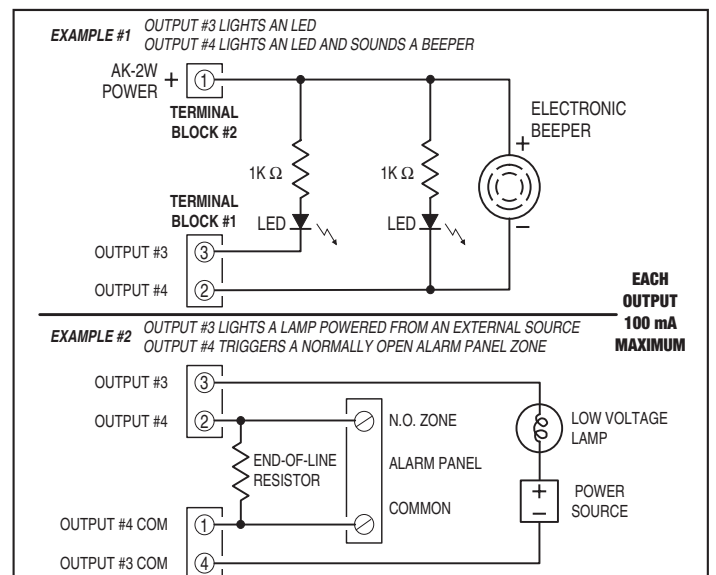 EXAMPLE #1 OUTPUT #3 LIGHTS AN LED
OUTPUT #4 LIGHTS AN LED AND SOUNDS A BEEPER
AK-2W
POWER
+
1
TERMINAL
BLOCK #2
ELECTRONIC
BEEPER
+
1K Ω
1K Ω
TERMINAL
BLOCK #1
LED
LED
–
OUTPUT #3
3
OUTPUT #4
2
EACH
OUTPUT
100 mA
MAXIMUM
EXAMPLE #2 OUTPUT #3 LIGHTS A LAMP POWERED FROM AN EXTERNAL SOURCE
OUTPUT #4 TRIGGERS A NORMALLY OPEN ALARM PANEL ZONE
OUTPUT #3
3
OUTPUT #4
2
N.O. ZONE
LOW VOLTAGE
LAMP
END-OF-LINE
RESISTOR
ALARM PANEL
COMMON
+
–
POWER
SOURCE
OUTPUT #4 COM
1
OUTPUT #3 COM
4